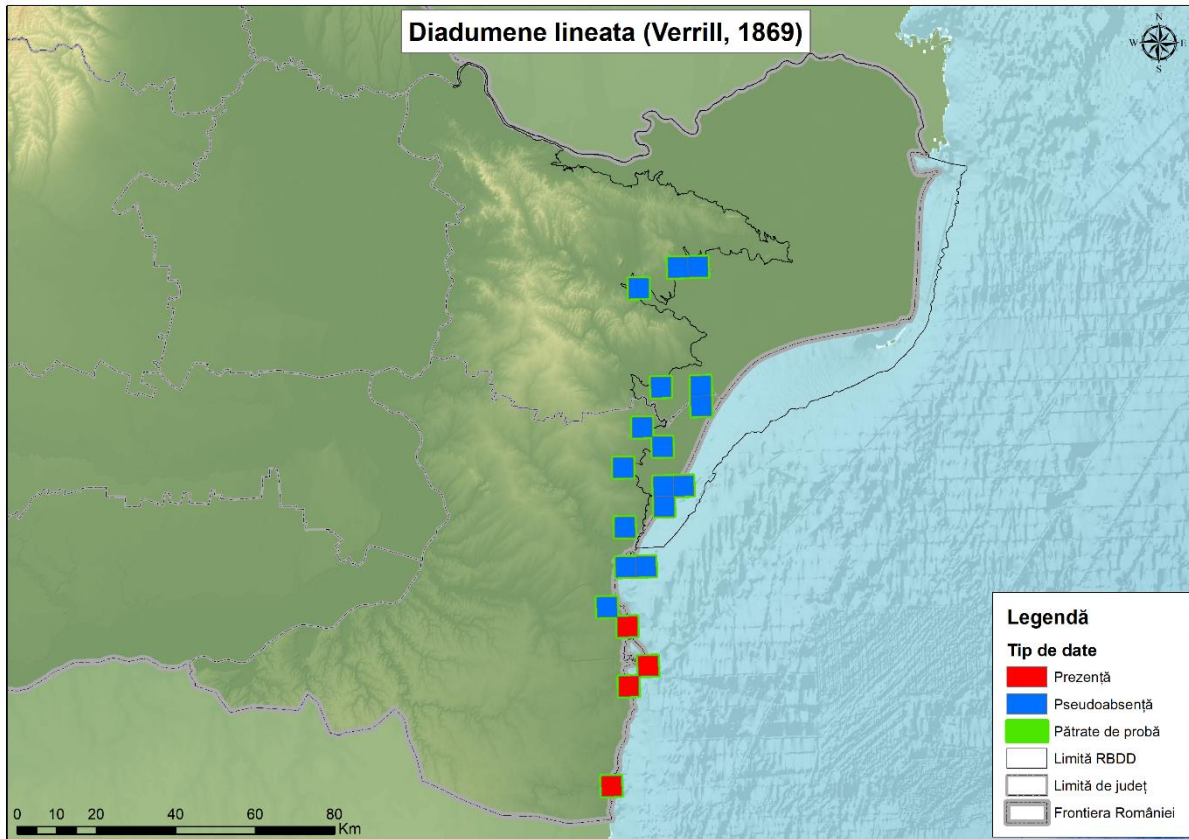 Diadumene lineata (Verrill, 1869)
N
W E
S
Legendă
Tip de date
Prezență
Pseudoabsență
Pătrate de probă
Limită RBDD
Limită de județ
Frontiera României
0 10 20 40 60 80
Km